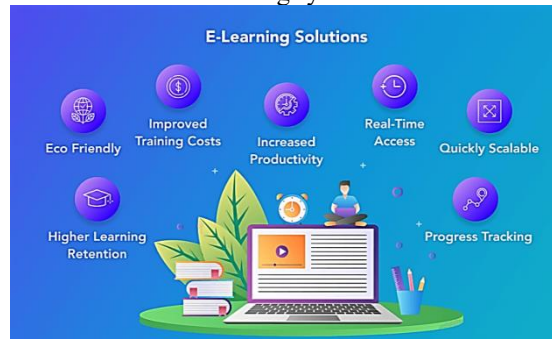 E-Learning Solutions
Eco Friendly
Improved
Training Costs
Increased
Productivity
Real-Time
Access
Quickly Scalable
Higher Learning
Retention
Progress Tracking